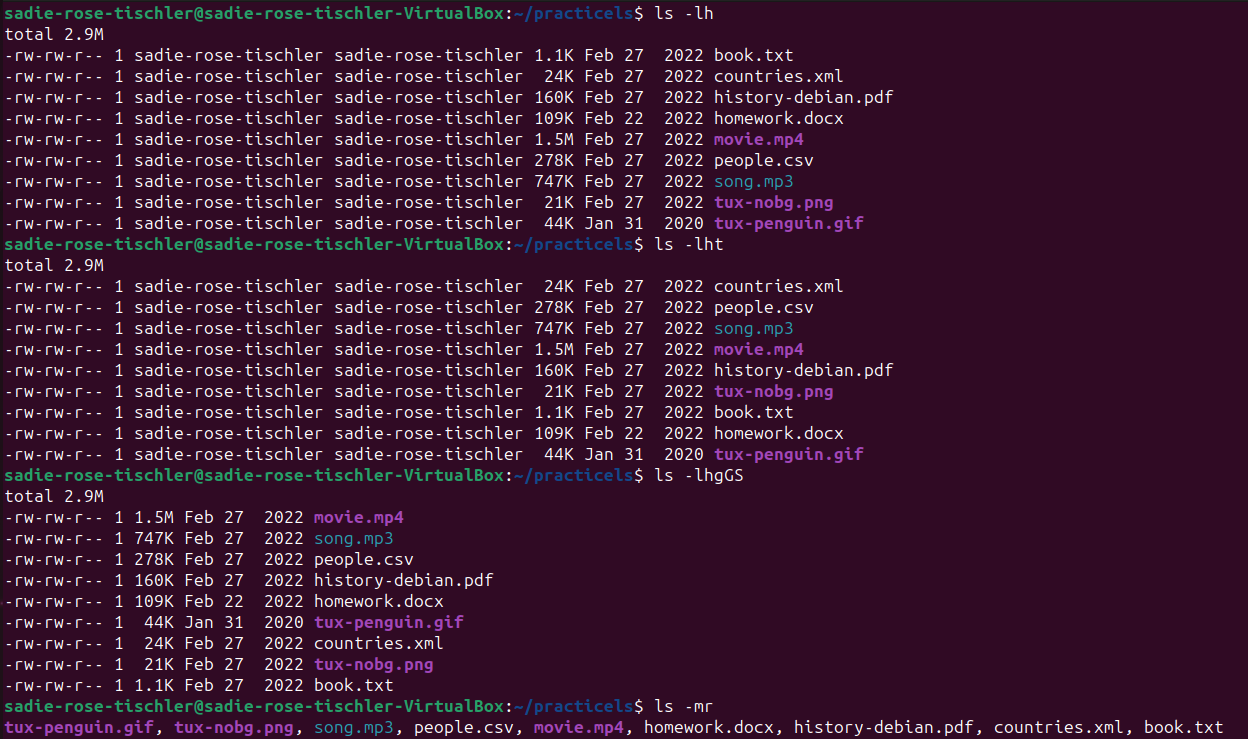 sadie-rose-tischler@sadie-rose-tischler-VirtualBox:~/practicels$ ls -lh
total 2.9M
-rw-rw-r-- 1 sadie-rose-tischler sadie-rose-tischler 1.1K Feb 27  2022 book.txt
-rw-rw-r-- 1 sadie-rose-tischler sadie-rose-tischler  24K Feb 27  2022 countries.xml
-rw-rw-r-- 1 sadie-rose-tischler sadie-rose-tischler 160K Feb 27  2022 history-debian.pdf
-rw-rw-r-- 1 sadie-rose-tischler sadie-rose-tischler 109K Feb 22  2022 homework.docx
-rw-rw-r-- 1 sadie-rose-tischler sadie-rose-tischler 1.5M Feb 27  2022 movie.mp4
-rw-rw-r-- 1 sadie-rose-tischler sadie-rose-tischler 278K Feb 27  2022 people.csv
-rw-rw-r-- 1 sadie-rose-tischler sadie-rose-tischler 747K Feb 27  2022 song.mp3
-rw-rw-r-- 1 sadie-rose-tischler sadie-rose-tischler  21K Feb 27  2022 tux-nobg.png
-rw-rw-r-- 1 sadie-rose-tischler sadie-rose-tischler  44K Jan 31  2020 tux-penguin.gif
sadie-rose-tischler@sadie-rose-tischler-VirtualBox:~/practicels$ ls -lht
total 2.9M
-rw-rw-r-- 1 sadie-rose-tischler sadie-rose-tischler  24K Feb 27  2022 countries.xml
-rw-rw-r-- 1 sadie-rose-tischler sadie-rose-tischler 278K Feb 27  2022 people.csv
-rw-rw-r-- 1 sadie-rose-tischler sadie-rose-tischler 747K Feb 27  2022 song.mp3
-rw-rw-r-- 1 sadie-rose-tischler sadie-rose-tischler 1.5M Feb 27  2022 movie.mp4
-rw-rw-r-- 1 sadie-rose-tischler sadie-rose-tischler 160K Feb 27  2022 history-debian.pdf
-rw-rw-r-- 1 sadie-rose-tischler sadie-rose-tischler  21K Feb 27  2022 tux-nobg.png
-rw-rw-r-- 1 sadie-rose-tischler sadie-rose-tischler 1.1K Feb 27  2022 book.txt
-rw-rw-r-- 1 sadie-rose-tischler sadie-rose-tischler 109K Feb 22  2022 homework.docx
-rw-rw-r-- 1 sadie-rose-tischler sadie-rose-tischler  44K Jan 31  2020 tux-penguin.gif
sadie-rose-tischler@sadie-rose-tischler-VirtualBox:~/practicels$ ls -lhgGS
total 2.9M
-rw-rw-r-- 1 1.5M Feb 27  2022 movie.mp4
-rw-rw-r-- 1 747K Feb 27  2022 song.mp3
-rw-rw-r-- 1 278K Feb 27  2022 people.csv
-rw-rw-r-- 1 160K Feb 27  2022 history-debian.pdf
-rw-rw-r-- 1 109K Feb 22  2022 homework.docx
-rw-rw-r-- 1  44K Jan 31  2020 tux-penguin.gif
-rw-rw-r-- 1  24K Feb 27  2022 countries.xml
-rw-rw-r-- 1  21K Feb 27  2022 tux-nobg.png
-rw-rw-r-- 1 1.1K Feb 27  2022 book.txt
sadie-rose-tischler@sadie-rose-tischler-VirtualBox:~/practicels$ ls -mr
tux-penguin.gif, tux-nobg.png, song.mp3, people.csv, movie.mp4, homework.docx, history-debian.pdf, countries.xml, book.txt